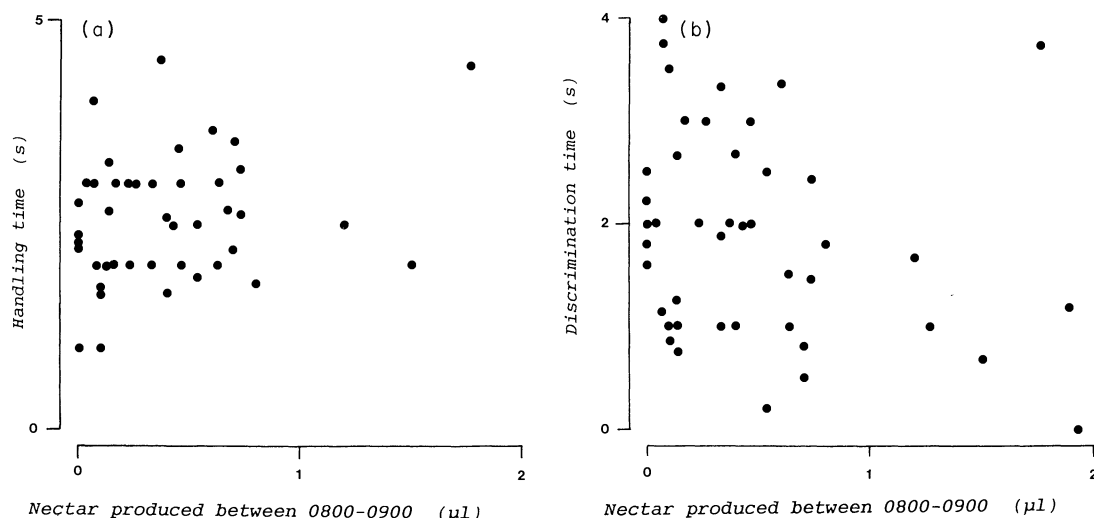 5
(a)
Handling time (s)
0
0
1
2
Nectar produced between 0800-0900 (µl)
4
(b)
Discrimination time (s)
2
0
0
1
2
Nectar produced between 0800-0900 (µl)